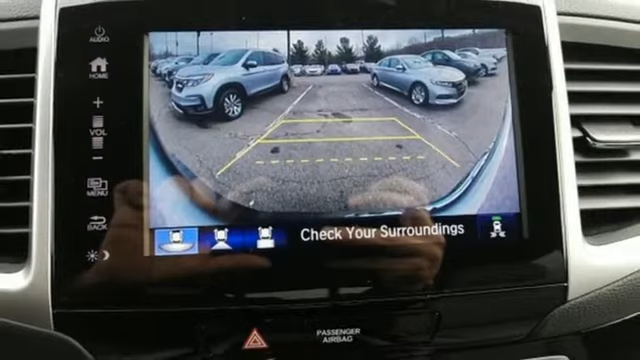 AUDIO
HOME
+
VOL
−
MENU
BACK
Check Your Surroundings
PASSENGER
AIRBAG